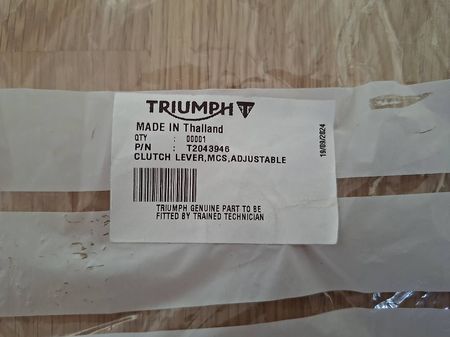 TRIUMPH
MADE IN Thailand
QTY : 00001
P/N : T2043946
CLUTCH LEVER,MCS,ADJUSTABLE
TRIUMPH GENUINE PART TO BE
FITTED BY TRAINED TECHNICIAN
19/09/2024